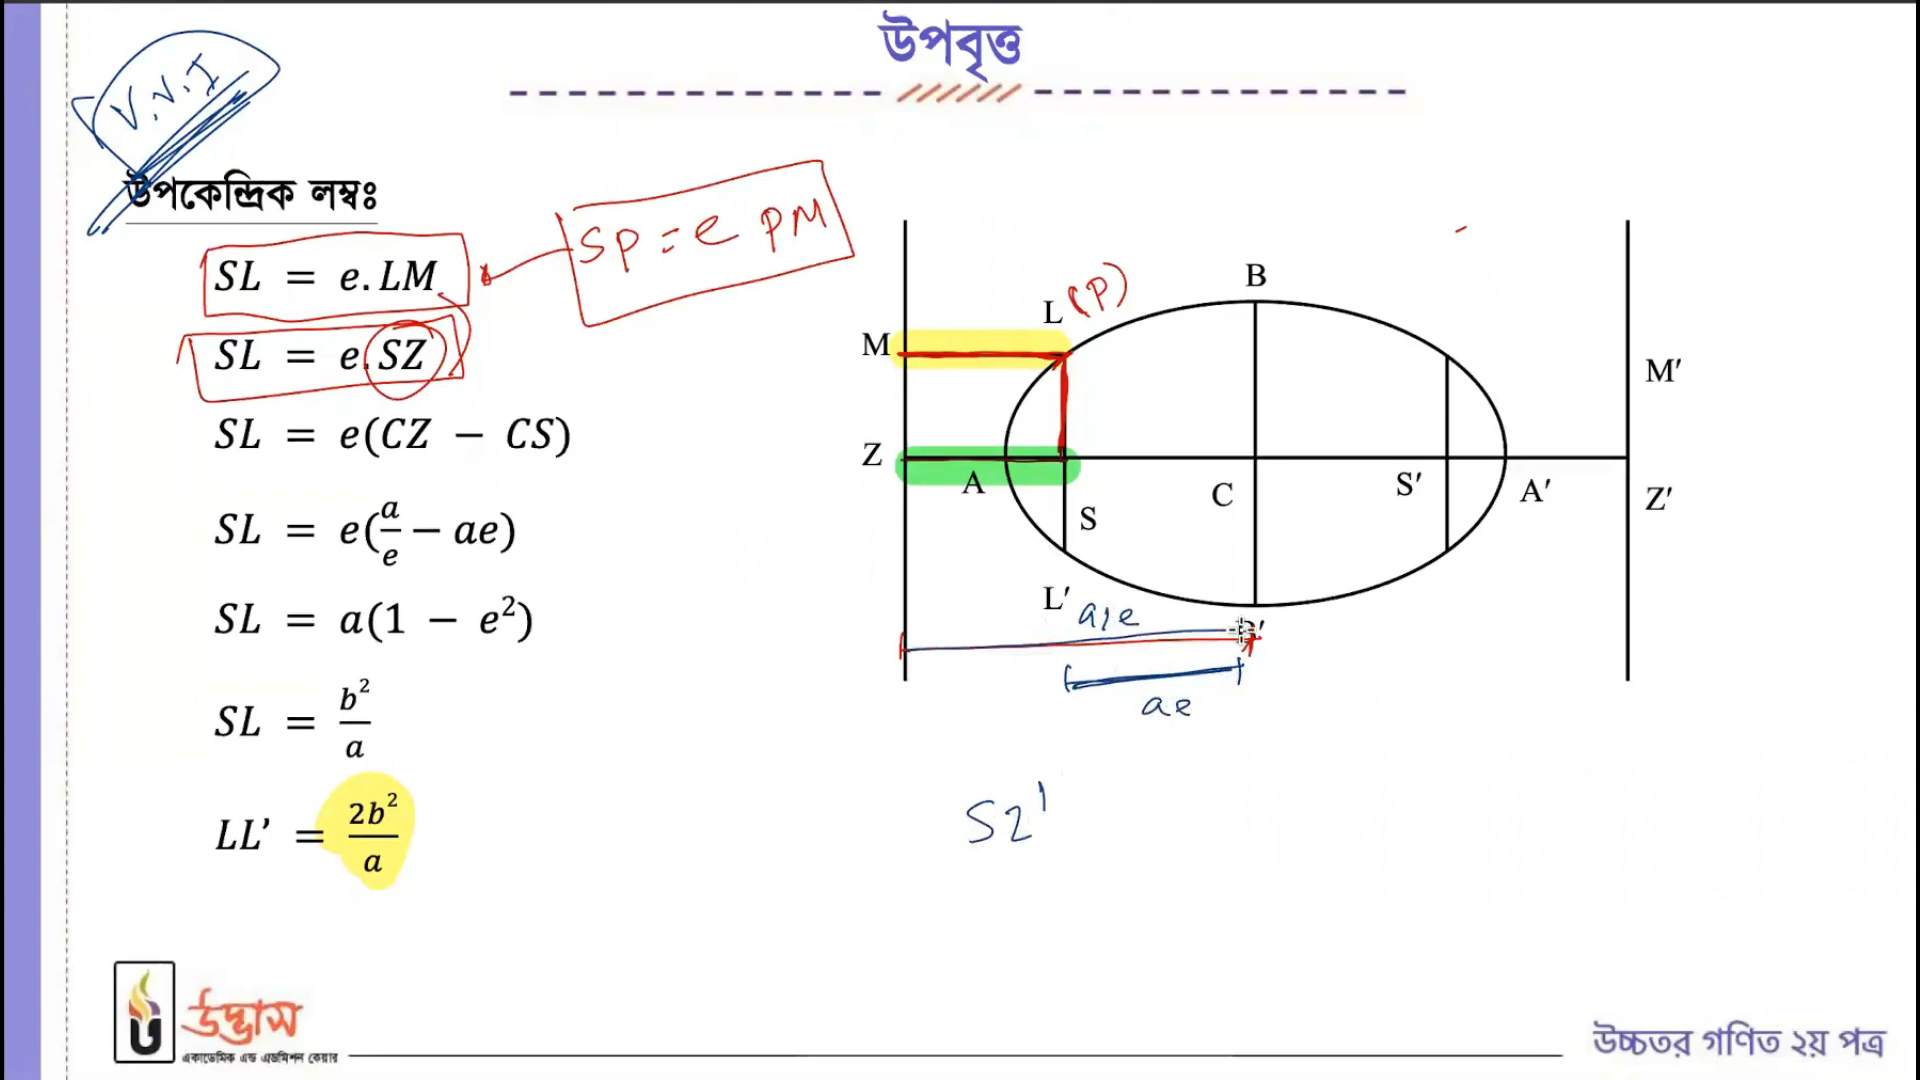 উপবৃত্ত
V.V.I
উপকেন্দ্রিক লম্বঃ
SP = e PM
SL = e.LM
SL = e.SZ
SL = e(CZ − CS)
SL = e(a/e − ae)
SL = a(1 − e²)
SL = b²/a
LL' = 2b²/a
B
L (P)
M
M'
Z
A
S
C
S'
A'
Z'
L'
a/e
ae
SZ'
উদ্ভাস
একাডেমিক এন্ড এডমিশন কেয়ার
উচ্চতর গণিত ২য় পত্র